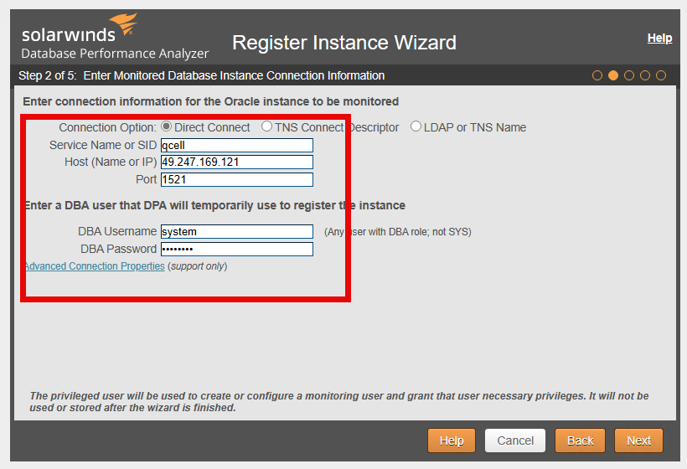 solarwinds
Database Performance Analyzer
Register Instance Wizard
Help
Step 2 of 5: Enter Monitored Database Instance Connection Information
Enter connection information for the Oracle instance to be monitored
Connection Option: Direct Connect TNS Connect Descriptor LDAP or TNS Name
Service Name or SID qcell
Host (Name or IP) 49.247.169.121
Port 1521
Enter a DBA user that DPA will temporarily use to register the instance
DBA Username system (Any user with DBA role; not SYS)
DBA Password ••••••••
Advanced Connection Properties (support only)
The privileged user will be used to create or configure a monitoring user and grant that user necessary privileges. It will not be
used or stored after the wizard is finished.
Help Cancel Back Next